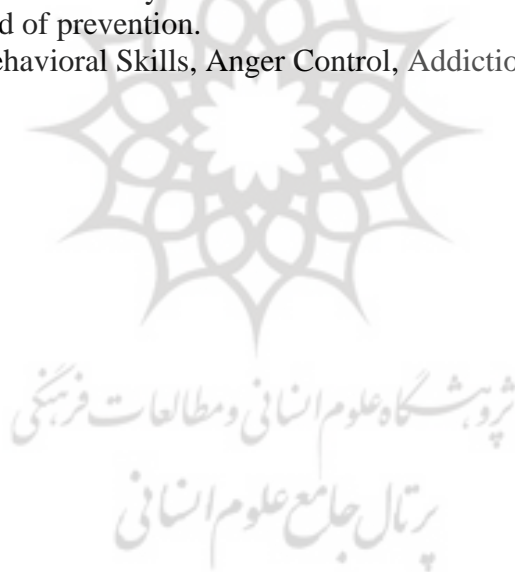 d of prevention.
ehavioral Skills, Anger Control, Addictio
پژوهشگاه علوم انسانی و مطالعات فرهنگی
پرتال جامع علوم انسانی